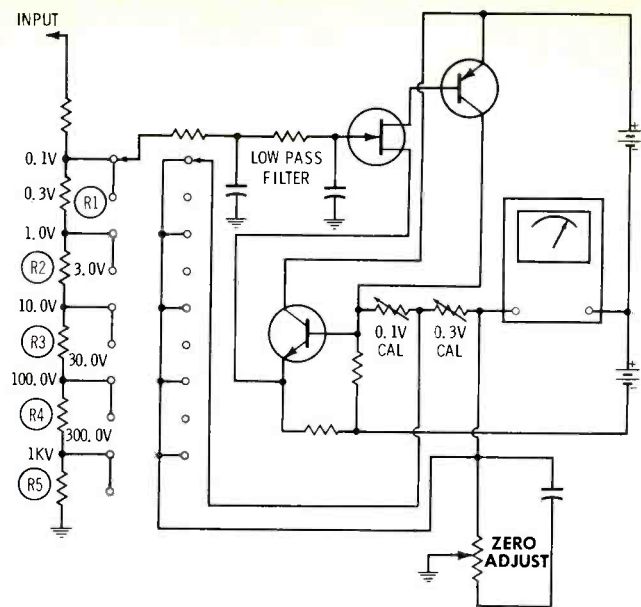 INPUT
0.1V
0.3V
R1
1.0V
R2
3.0V
10.0V
R3
30.0V
100.0V
R4
300.0V
1KV
R5
LOW PASS
FILTER
0.1V
CAL
0.3V
CAL
ZERO
ADJUST
+
+